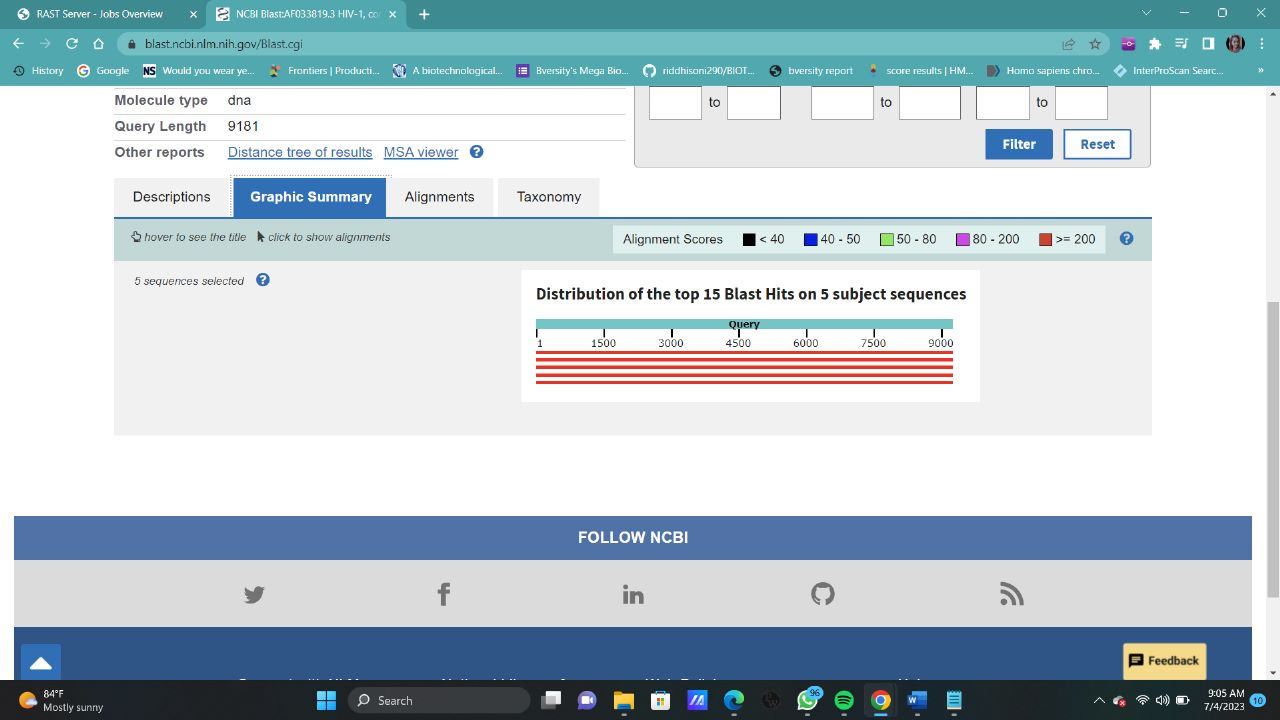 RAST Server - Jobs Overview
NCBI Blast:AF033819.3 HIV-1, co
blast.ncbi.nlm.nih.gov/Blast.cgi
History Google Would you wear ye... Frontiers | Producti... A biotechnological... Bversity's Mega Bio... riddhisoni290/BIOT... bversity report score results | HM... Homo sapiens chro... InterProScan Searc... »
Molecule type dna
Query Length 9181
Other reports Distance tree of results MSA viewer ?
to to to
Filter Reset
Descriptions Graphic Summary Alignments Taxonomy
hover to see the title click to show alignments
Alignment Scores < 40 40 - 50 50 - 80 80 - 200 >= 200 ?
5 sequences selected ?
Distribution of the top 15 Blast Hits on 5 subject sequences
Query
1 1500 3000 4500 6000 7500 9000
FOLLOW NCBI
Feedback
84°F
Mostly sunny
Search
96
9:05 AM
7/4/2023
10